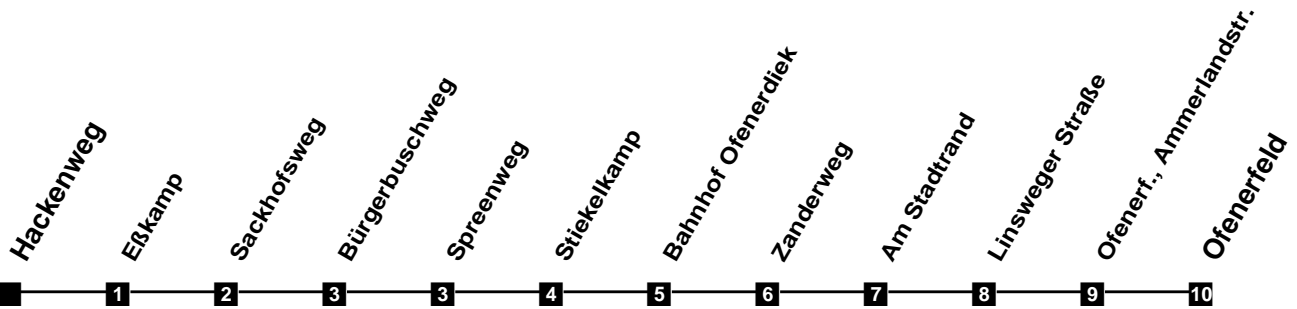 Hackenweg
Eßkamp
Sackhofsweg
Bürgerbuschweg
Spreenweg
Stiekelkamp
Bahnhof Ofenerdiek
Zanderweg
Am Stadtrand
Linsweger Straße
Ofenerf., Ammerlandstr.
Ofenerfeld
1 2 3 3 4 5 6 7 8 9 10